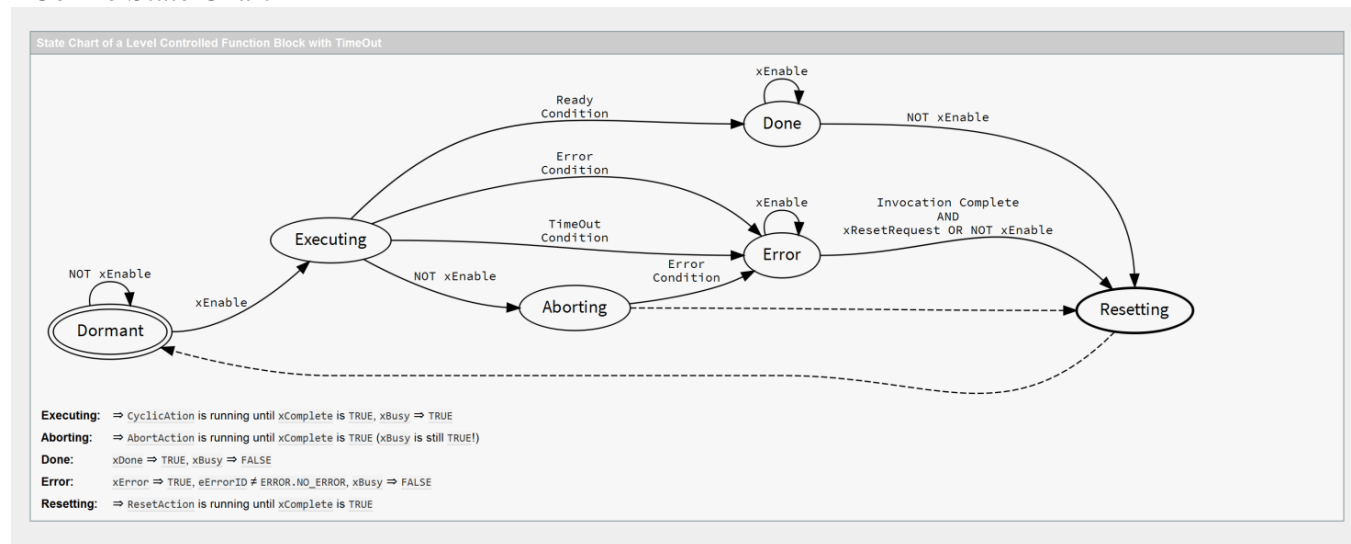 State Chart of a Level Controlled Function Block with TimeOut
xEnable
Ready
Condition
Done
NOT xEnable
Error
Condition
xEnable
Invocation Complete
AND
xResetRequest OR NOT xEnable
Executing
TimeOut
Condition
Error
NOT xEnable
Error
Condition
NOT xEnable
xEnable
Aborting
Resetting
Dormant
Executing: ⇒ CyclicAtion is running until xComplete is TRUE, xBusy ⇒ TRUE
Aborting: ⇒ AbortAction is running until xComplete is TRUE (xBusy is still TRUE!)
Done: xDone ⇒ TRUE, xBusy ⇒ FALSE
Error: xError ⇒ TRUE, eErrorID ≠ ERROR.NO_ERROR, xBusy ⇒ FALSE
Resetting: ⇒ ResetAction is running until xComplete is TRUE